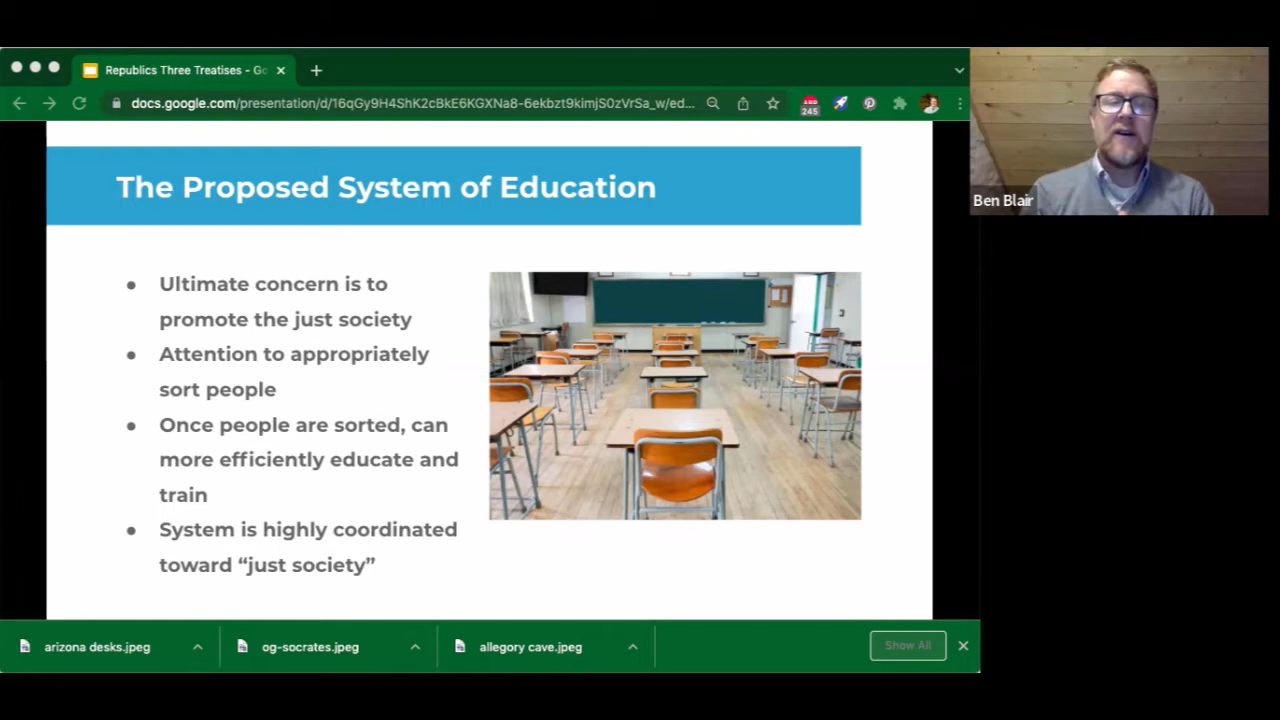 Republics Three Treatises - Go
docs.google.com/presentation/d/16qGy9H4ShK2cBkE6KGXNa8-6ekbzt9kimjS0zVrSa_w/ed...
245
The Proposed System of Education
● Ultimate concern is to
promote the just society
● Attention to appropriately
sort people
● Once people are sorted, can
more efficiently educate and
train
● System is highly coordinated
toward “just society”
Ben Blair
arizona desks.jpeg
og-socrates.jpeg
allegory cave.jpeg
Show All